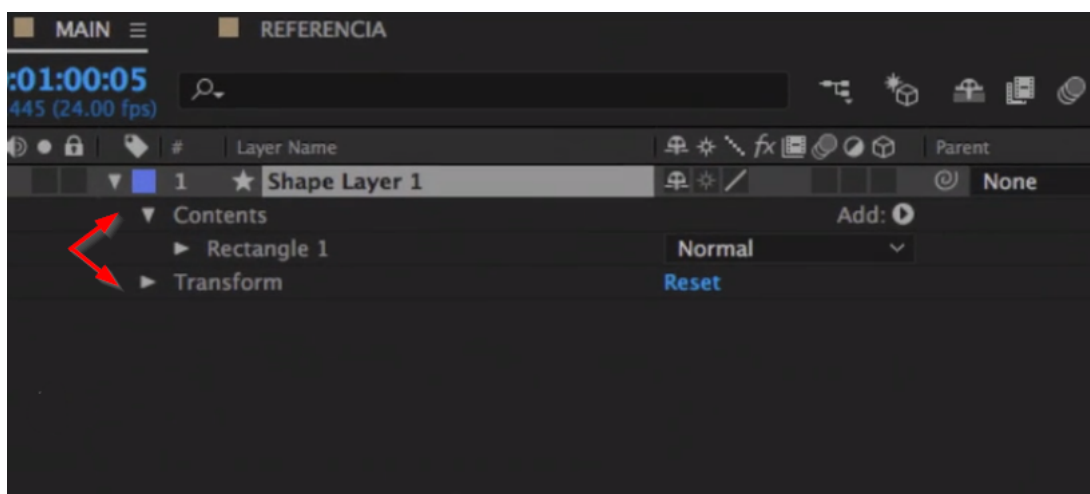 MAIN REFERENCIA
:01:00:05
445 (24.00 fps)
# Layer Name fx Parent
1 Shape Layer 1 None
Contents Add:
Rectangle 1 Normal
Transform Reset